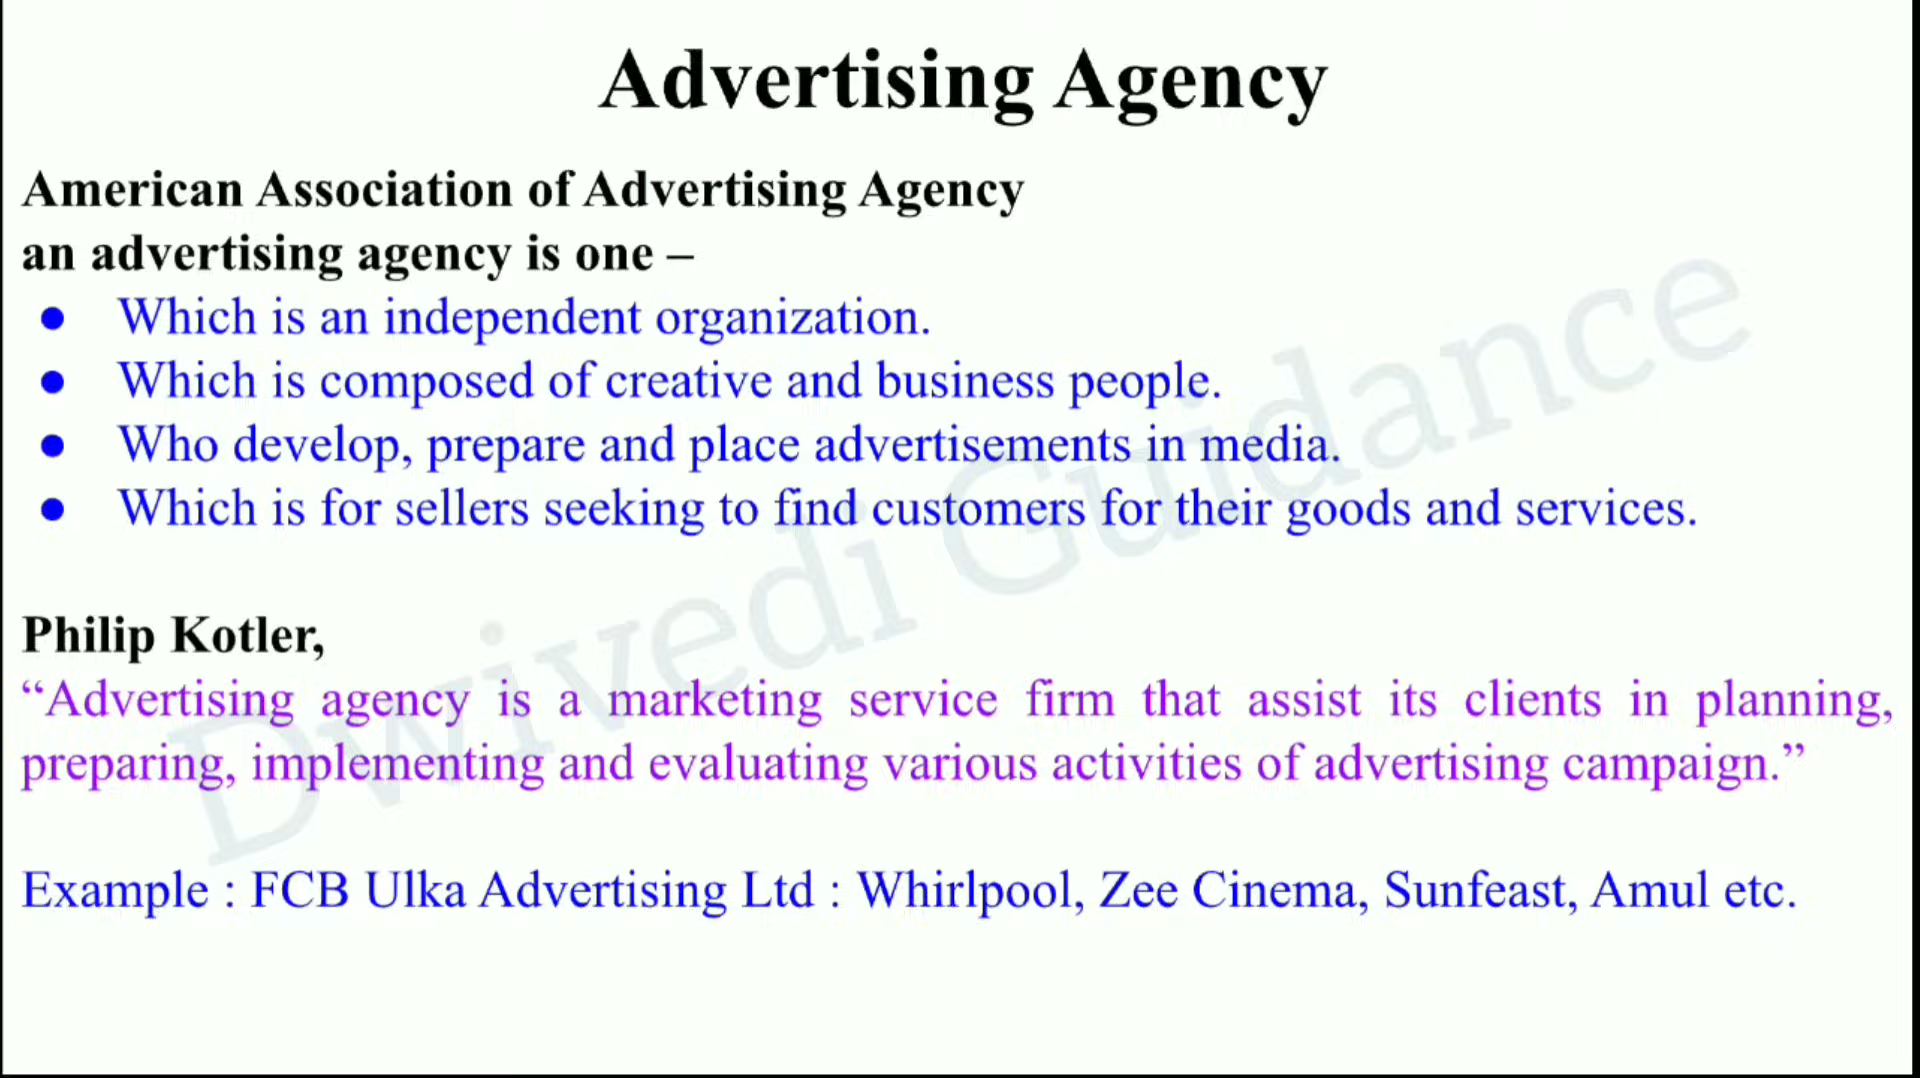 Advertising Agency
American Association of Advertising Agency
an advertising agency is one –
● Which is an independent organization.
● Which is composed of creative and business people.
● Who develop, prepare and place advertisements in media.
● Which is for sellers seeking to find customers for their goods and services.
Philip Kotler,
“Advertising agency is a marketing service firm that assist its clients in planning,
preparing, implementing and evaluating various activities of advertising campaign.”
Example : FCB Ulka Advertising Ltd : Whirlpool, Zee Cinema, Sunfeast, Amul etc.
Dwivedi Guidance